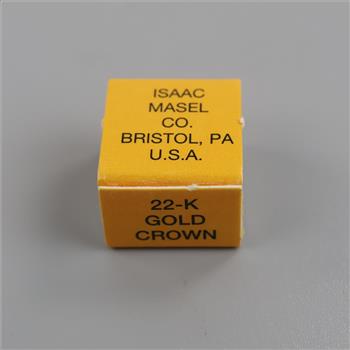 ISAAC
MASEL
CO.
BRISTOL, PA
U.S.A.
22-K
GOLD
CROWN